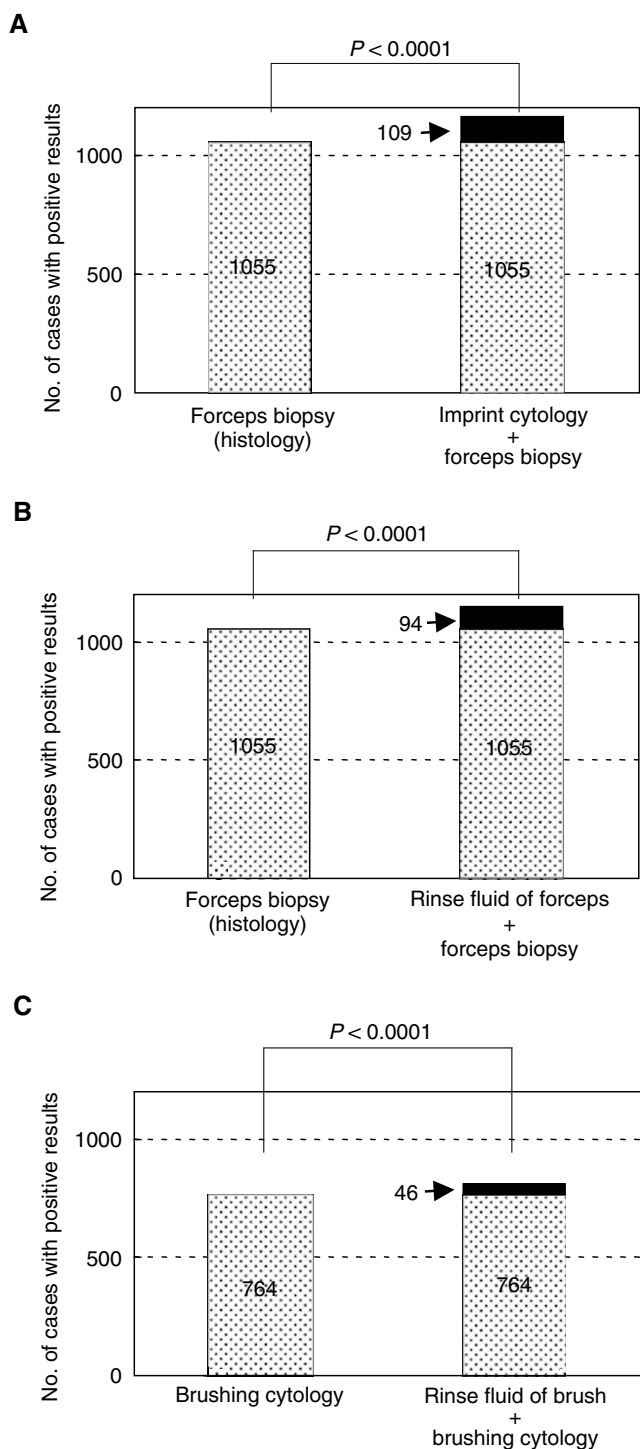 A
P < 0.0001
No. of cases with positive results
1000
500
0
109
1055
1055
Forceps biopsy
(histology)
Imprint cytology
+
forceps biopsy
B
P < 0.0001
No. of cases with positive results
1000
500
0
94
1055
1055
Forceps biopsy
(histology)
Rinse fluid of forceps
+
forceps biopsy
C
P < 0.0001
No. of cases with positive results
1000
500
0
46
764
764
Brushing cytology
Rinse fluid of brush
+
brushing cytology